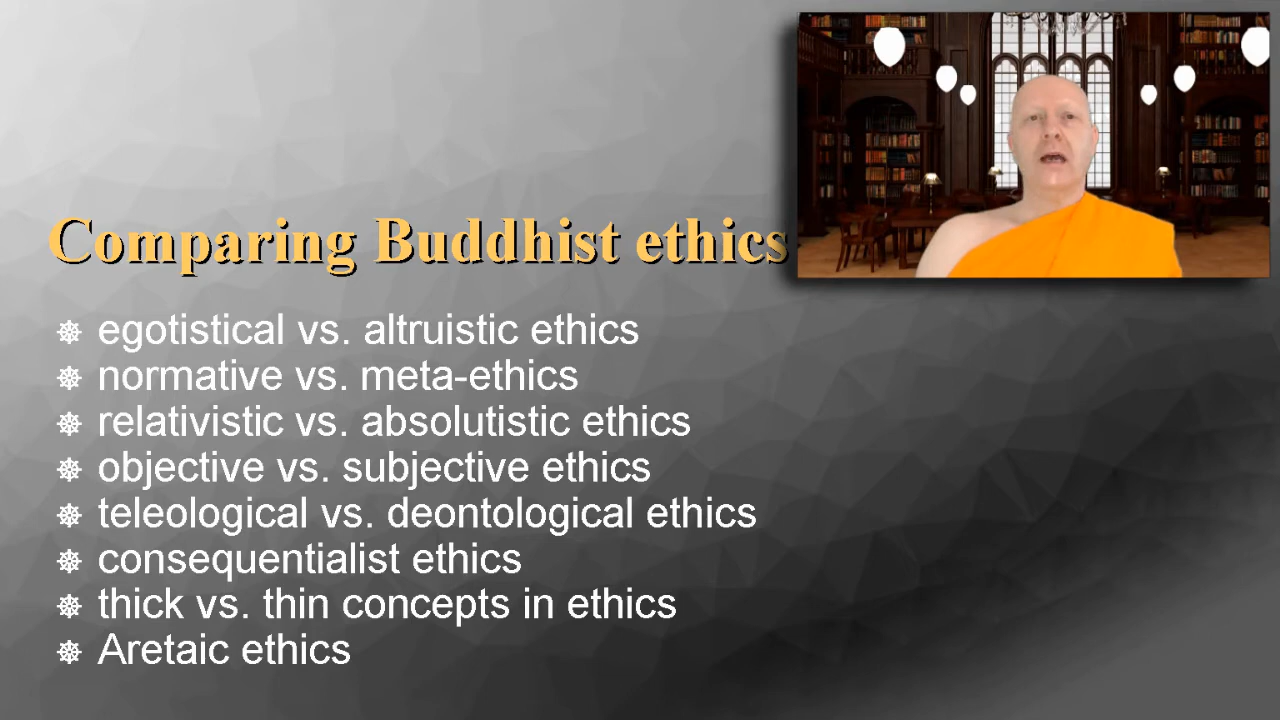 Comparing Buddhist ethics
egotistical vs. altruistic ethics
normative vs. meta-ethics
relativistic vs. absolutistic ethics
objective vs. subjective ethics
teleological vs. deontological ethics
consequentialist ethics
thick vs. thin concepts in ethics
Aretaic ethics